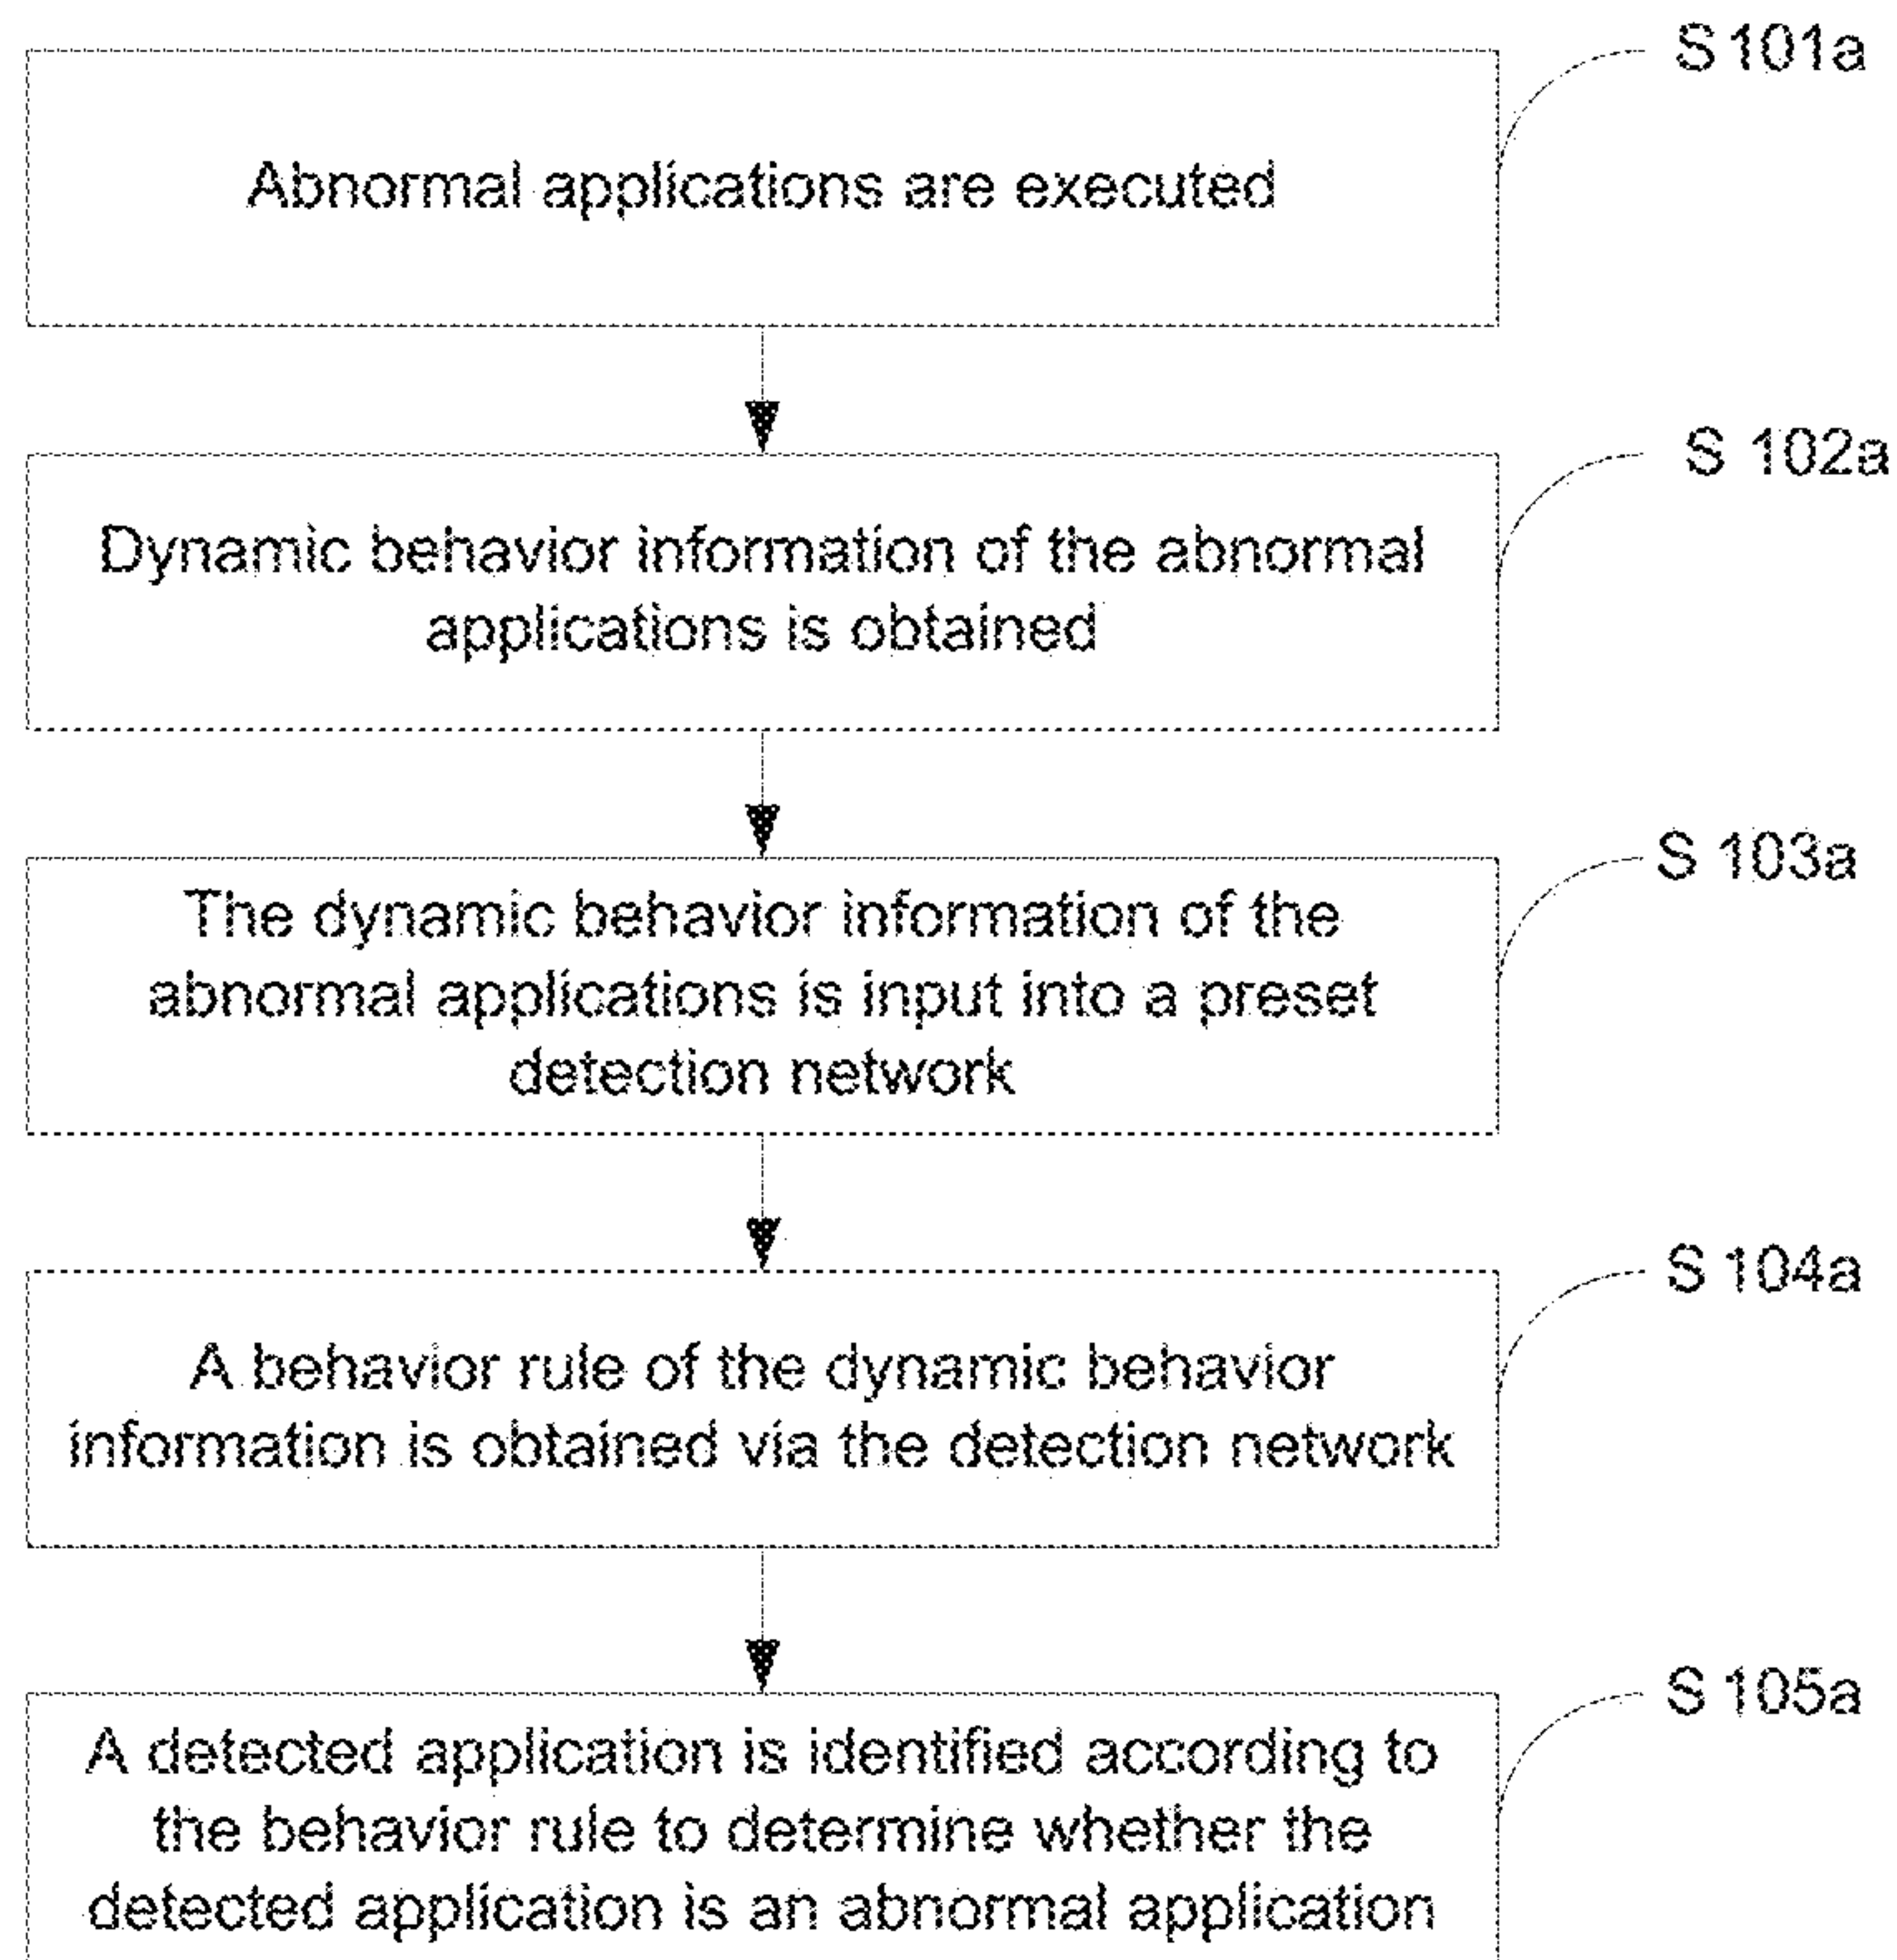 S101a
Abnormal applications are executed
S 102a
Dynamic behavior information of the abnormal
applications is obtained
S 103a
The dynamic behavior information of the
abnormal applications is input into a preset
detection network
S 104a
A behavior rule of the dynamic behavior
information is obtained via the detection network
S 105a
A detected application is identified according to
the behavior rule to determine whether the
detected application is an abnormal application